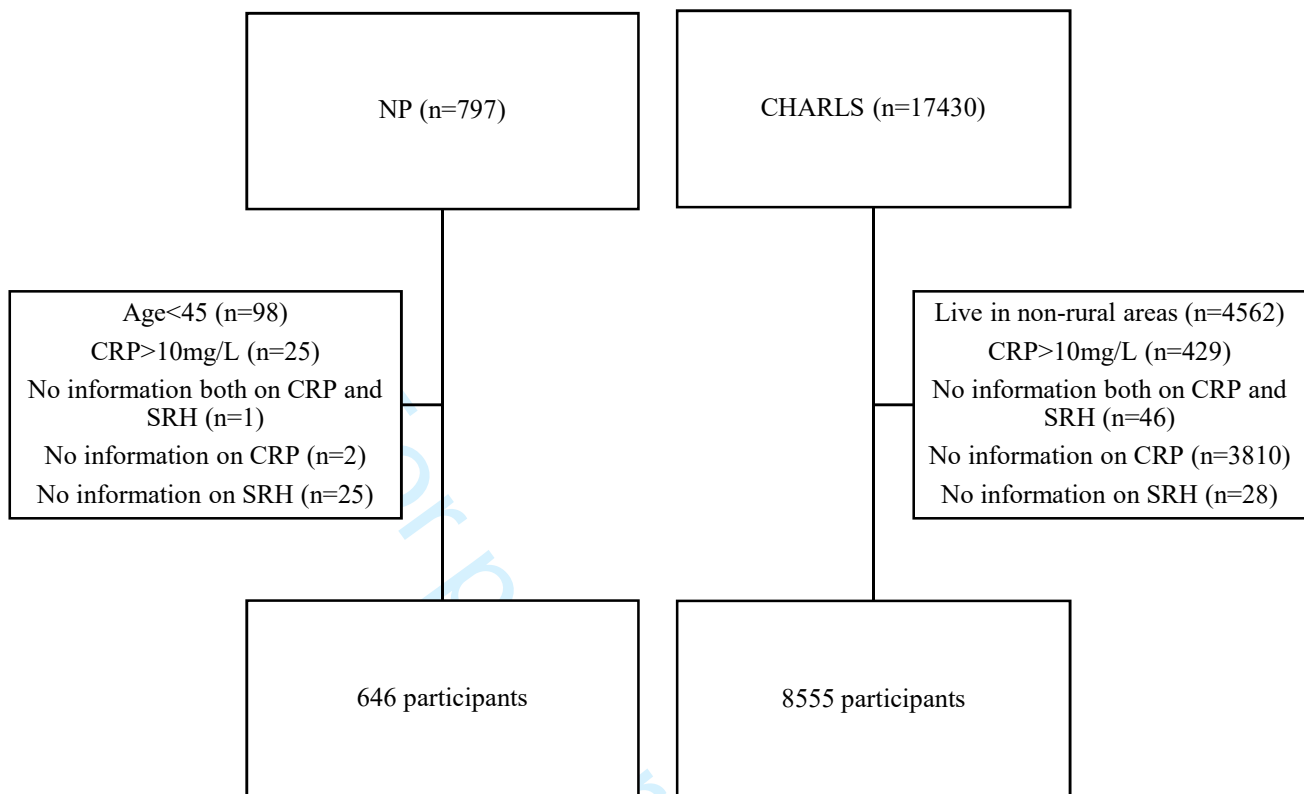 NP (n=797)
CHARLS (n=17430)
Age<45 (n=98)
CRP>10mg/L (n=25)
No information both on CRP and
SRH (n=1)
No information on CRP (n=2)
No information on SRH (n=25)
Live in non-rural areas (n=4562)
CRP>10mg/L (n=429)
No information both on CRP and
SRH (n=46)
No information on CRP (n=3810)
No information on SRH (n=28)
646 participants
8555 participants